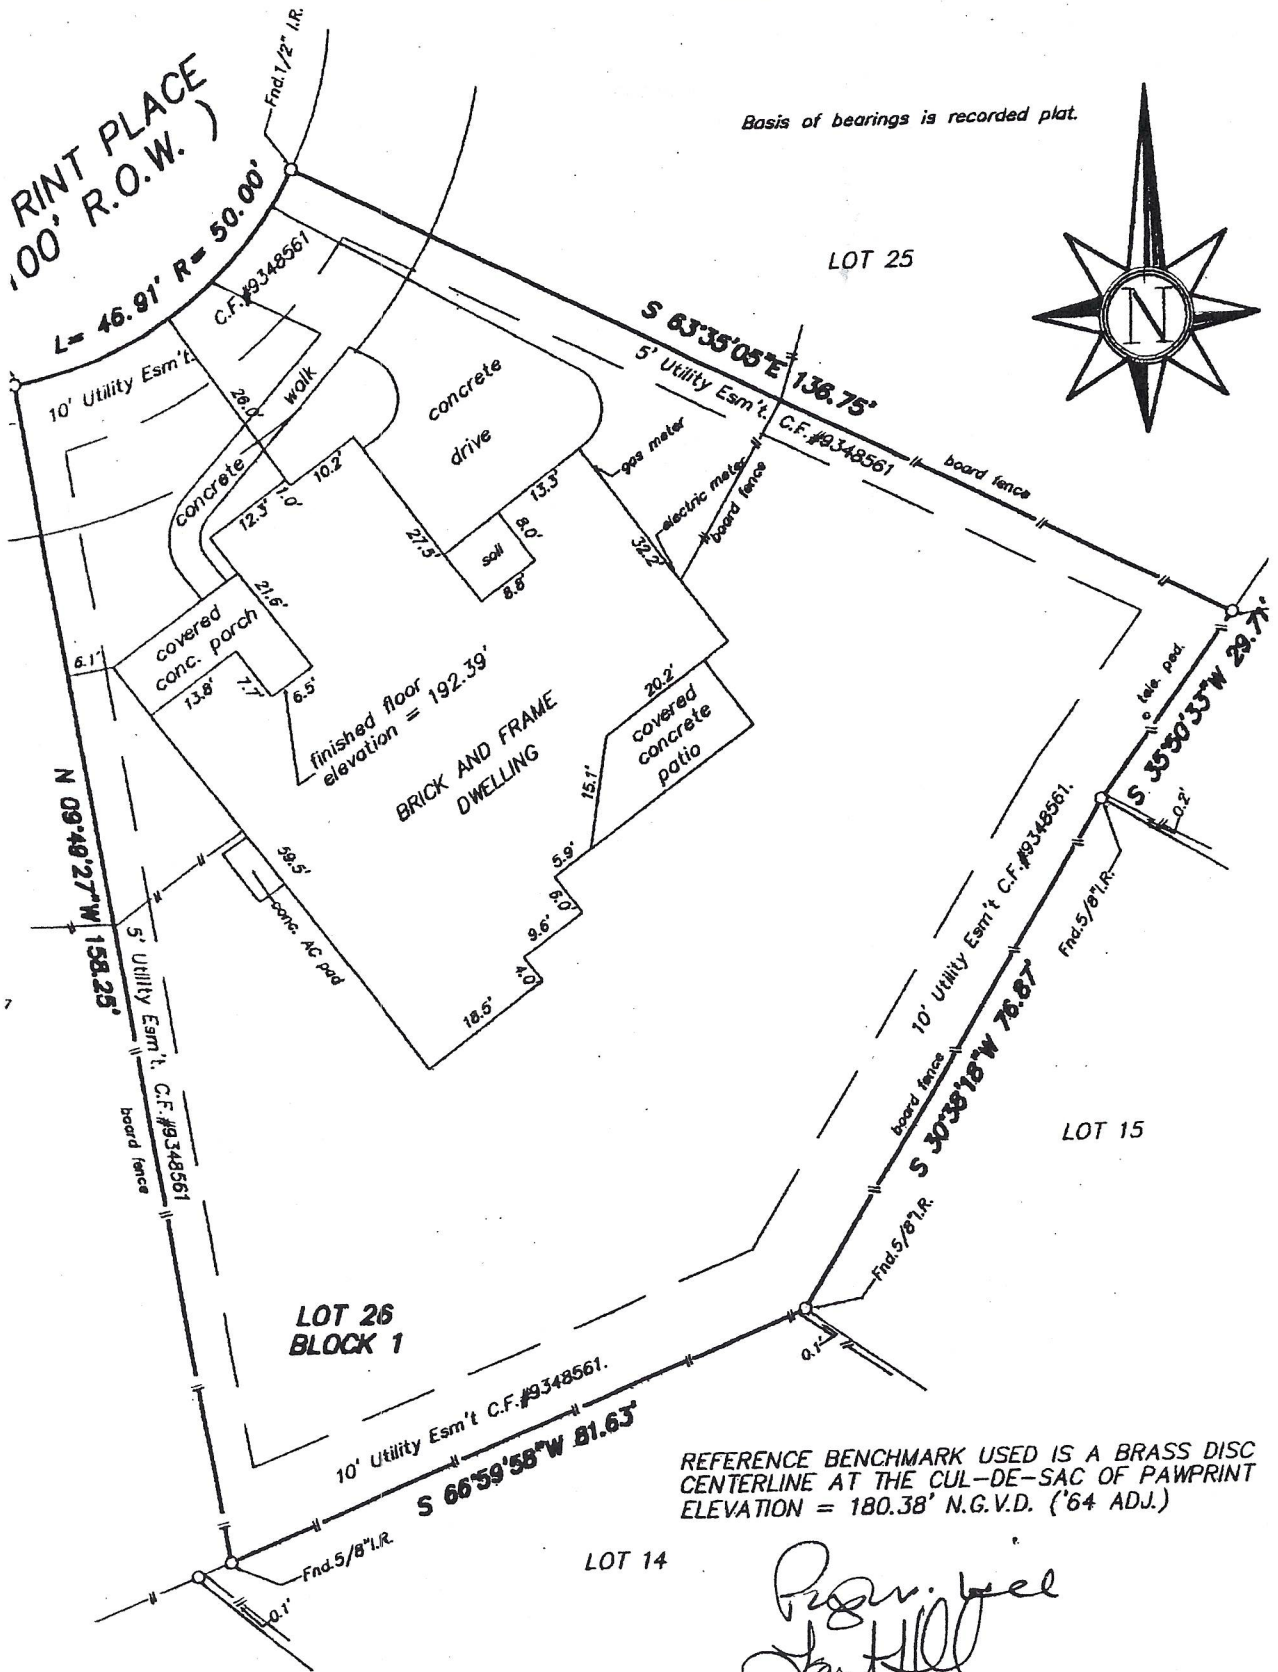 Fnd.1/2" I.R.
RINT PLACE
00' R.O.W. )
Basis of bearings is recorded plat.
N
LOT 25
L= 46.91' R= 50.00'
C.F.#9348561
10' Utility Esm't.
S 63°35'05"E 136.75'
5' Utility Esm't. C.F.#9348561
board fence
26.0'
concrete walk
concrete
drive
gas meter
electric meter
board fence
10.2'
1.0'
12.3'
13.3'
8.0'
soil
8.8'
27.5'
32.2'
21.6'
covered
conc. porch
6.1'
13.8'
7.7'
6.5'
finished floor
elevation = 192.39'
BRICK AND FRAME
DWELLING
20.2'
covered
concrete
patio
15.1'
5.9'
6.0'
9.6'
4.0'
18.5'
59.5'
conc. AC pad
tele. ped.
S 35°50'33"W 29.71'
0.2'
Fnd.5/8"I.R.
N 09°49'27"W 158.25'
5' Utility Esm't. C.F.#9348561
board fence
7
10' Utility Esm't C.F.#9348561.
board fence
S 30°38'18"W 76.87'
LOT 15
Fnd.5/8"I.R.
0.1'
LOT 26
BLOCK 1
10' Utility Esm't C.F.#9348561.
S 66°59'58"W 81.63'
Fnd.5/8"I.R.
0.1'
LOT 14
REFERENCE BENCHMARK USED IS A BRASS DISC
CENTERLINE AT THE CUL-DE-SAC OF PAWPRINT
ELEVATION = 180.38' N.G.V.D. ('64 ADJ.)